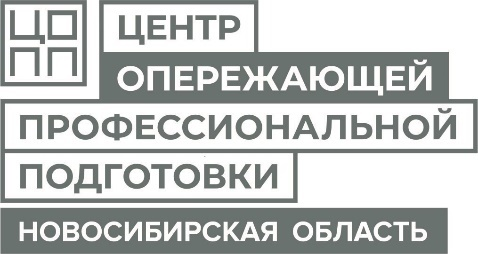 ЦО
ПП
ЦЕНТР
ОПЕРЕЖАЮЩЕЙ
ПРОФЕССИОНАЛЬНОЙ
ПОДГОТОВКИ
НОВОСИБИРСКАЯ ОБЛАСТЬ